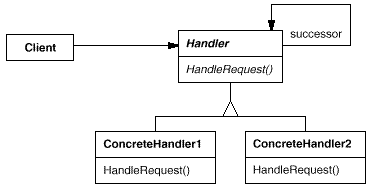 Client
Handler
HandleRequest()
successor
ConcreteHandler1
HandleRequest()
ConcreteHandler2
HandleRequest()